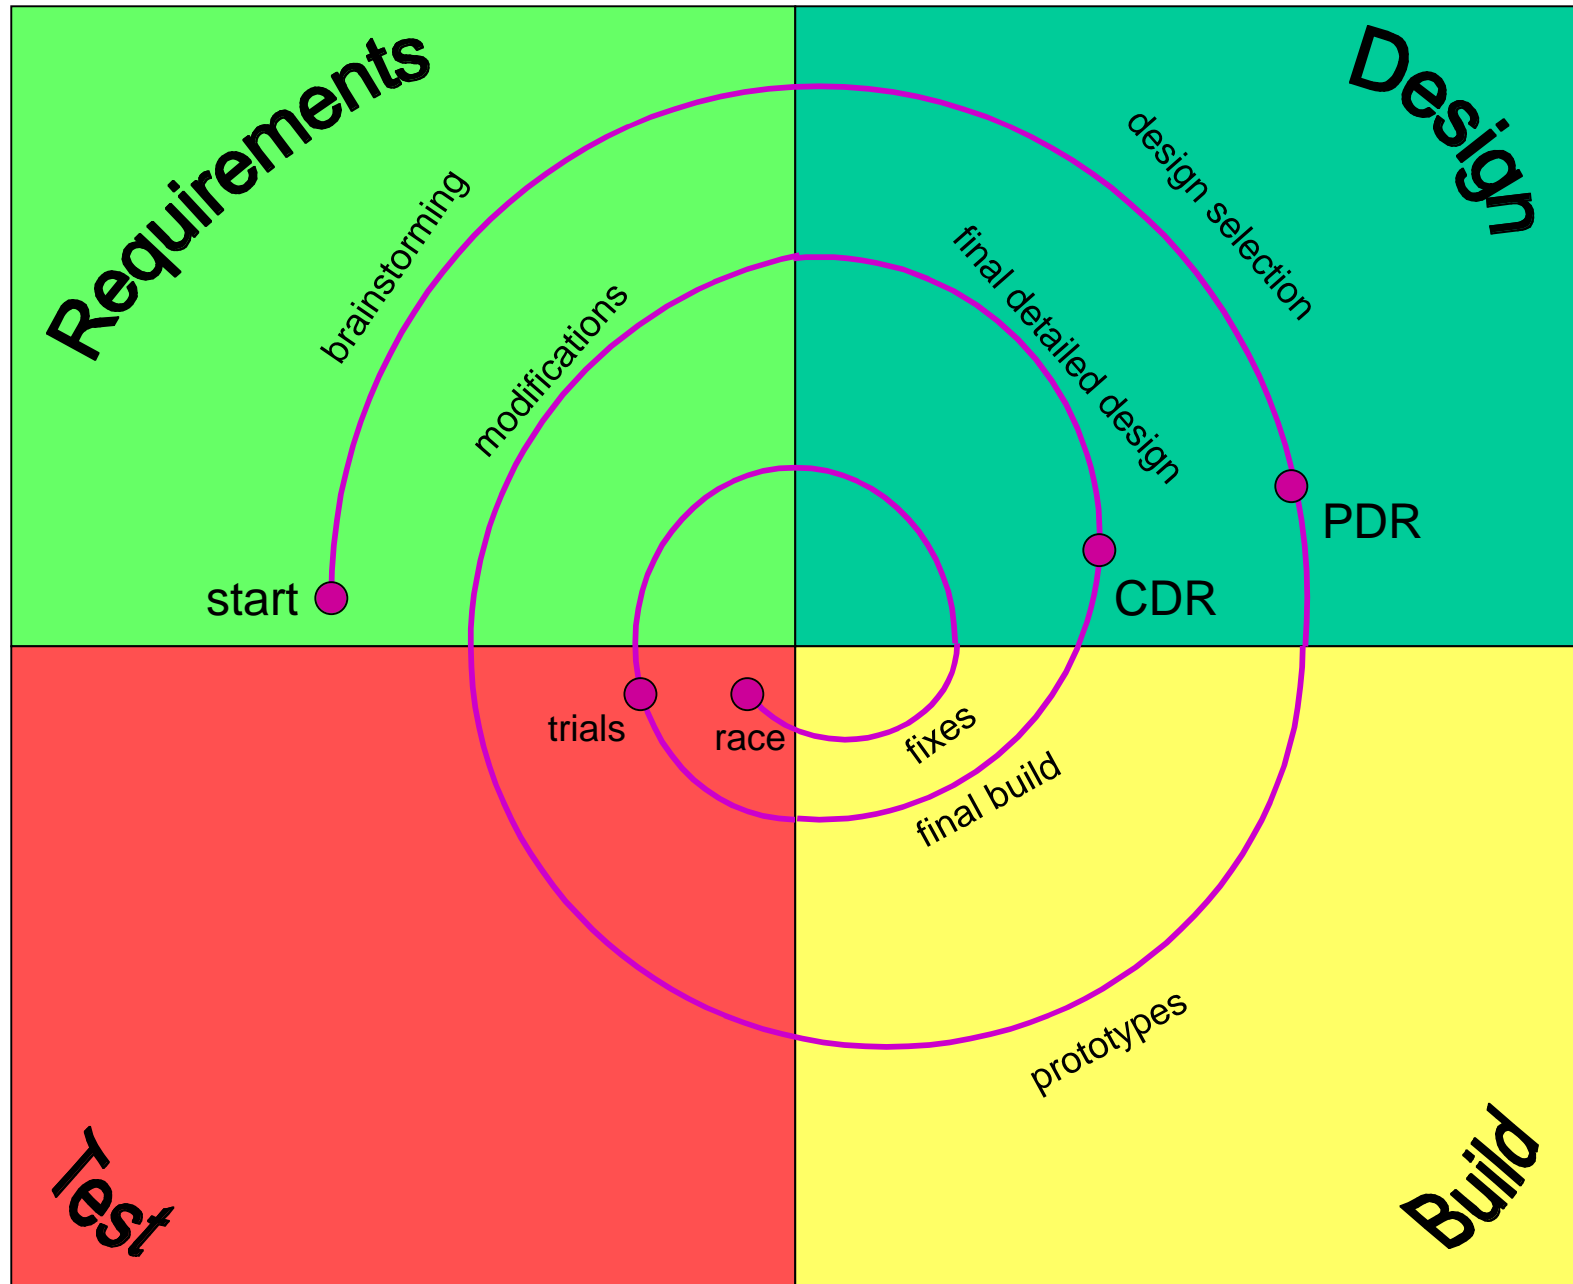 Requirements
Design
brainstorming
design selection
modifications
final detailed design
PDR
start
CDR
trials
race
fixes
final build
prototypes
Test
Build